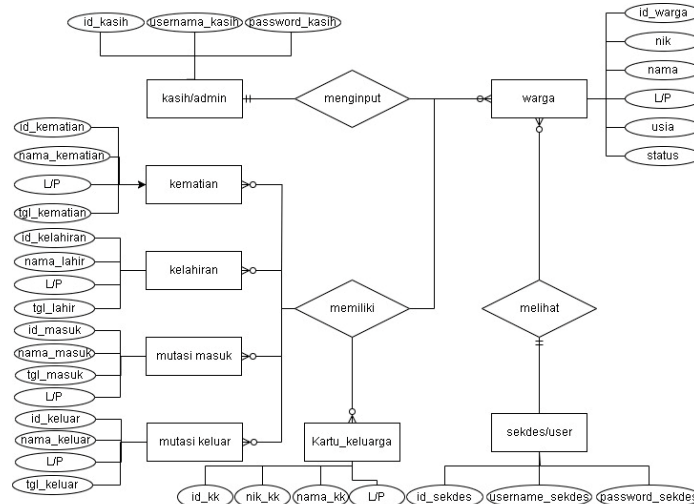 id_kasih
username_kasih
password_kasih
kasih/admin
menginput
warga
id_warga
nik
nama
L/P
usia
status
id_kematian
nama_kematian
L/P
tgl_kematian
kematian
id_kelahiran
nama_lahir
L/P
tgl_lahir
kelahiran
memiliki
melihat
id_masuk
nama_masuk
tgl_masuk
L/P
mutasi masuk
id_keluar
nama_keluar
L/P
tgl_keluar
mutasi keluar
Kartu_keluarga
sekdes/user
id_kk
nik_kk
nama_kk
L/P
id_sekdes
username_sekdes
password_sekdes